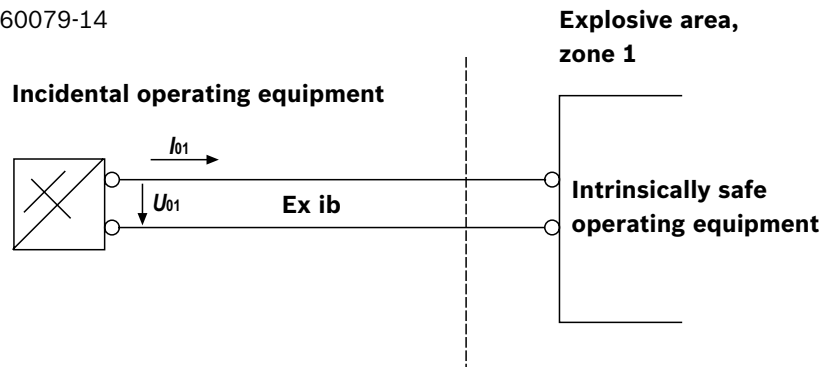 60079-14
Explosive area,
zone 1
Incidental operating equipment
I01
U01
Ex ib
Intrinsically safe
operating equipment